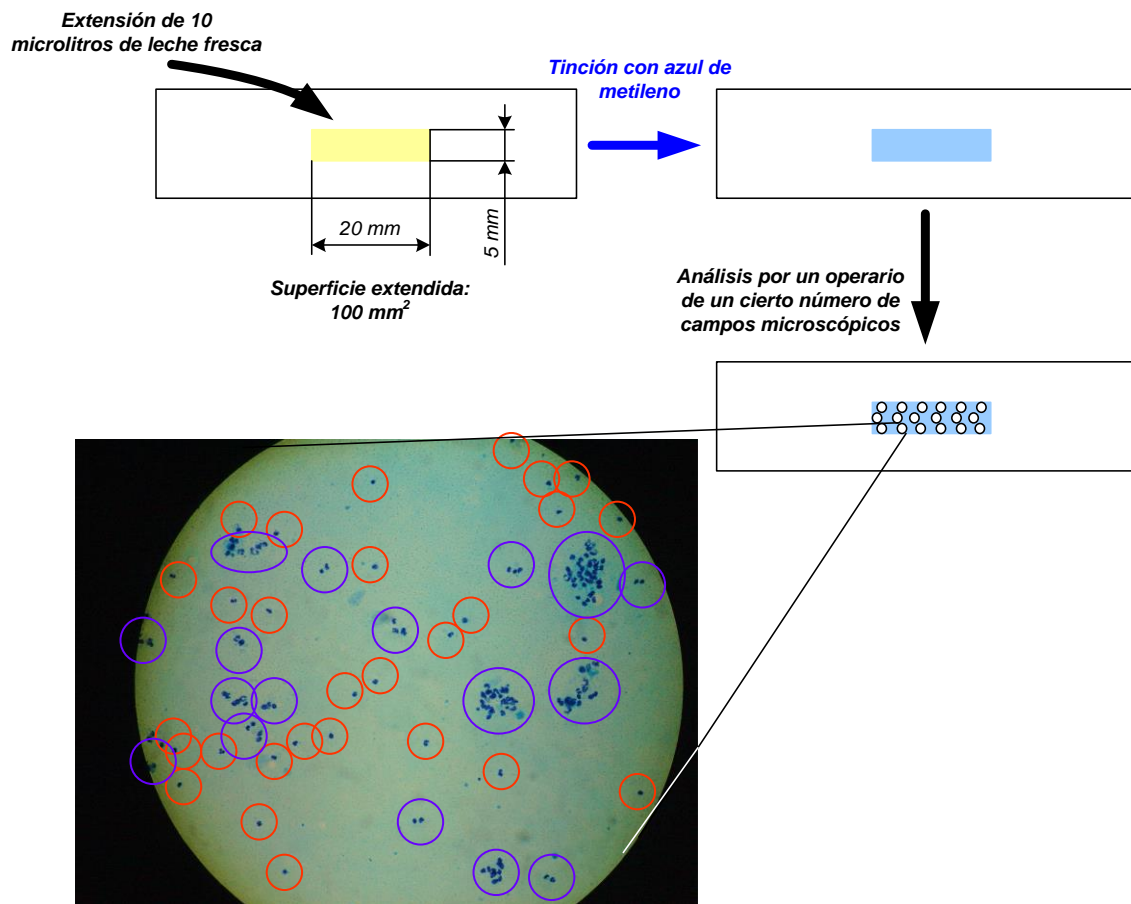 Extensión de 10
microlitros de leche fresca
Tinción con azul de
metileno
20 mm
5 mm
Superficie extendida:
100 mm²
Análisis por un operario
de un cierto número de
campos microscópicos